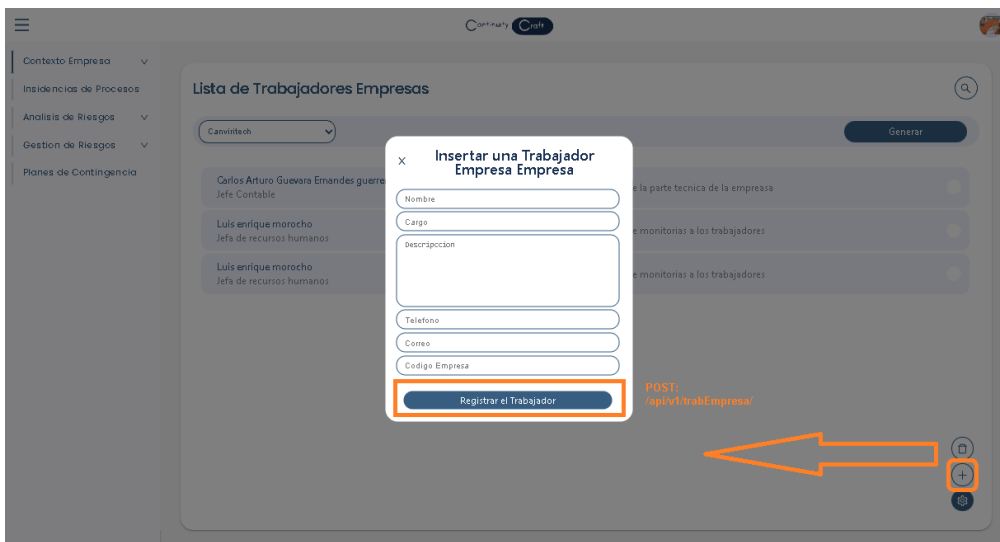 Continuity Craft
Contexto Empresa
Insidencias de Procesos
Analisis de Riesgos
Gestion de Riesgos
Planes de Contingencia
Lista de Trabajadores Empresas
Canviritech
Generar
Carlos Arturo Guevara Ernandes guerre
Jefe Contable
e la parte tecnica de la empreasa
Luis enrique morocho
Jefa de recursos humanos
e monitorias a los trabajadores
Luis enrique morocho
Jefa de recursos humanos
e monitorias a los trabajadores
X
Insertar una Trabajador
Empresa Empresa
Nombre
Cargo
Descripccion
Telefono
Correo
Codigo Empresa
Registrar el Trabajador
POST:
/api/v1/trabEmpresa/